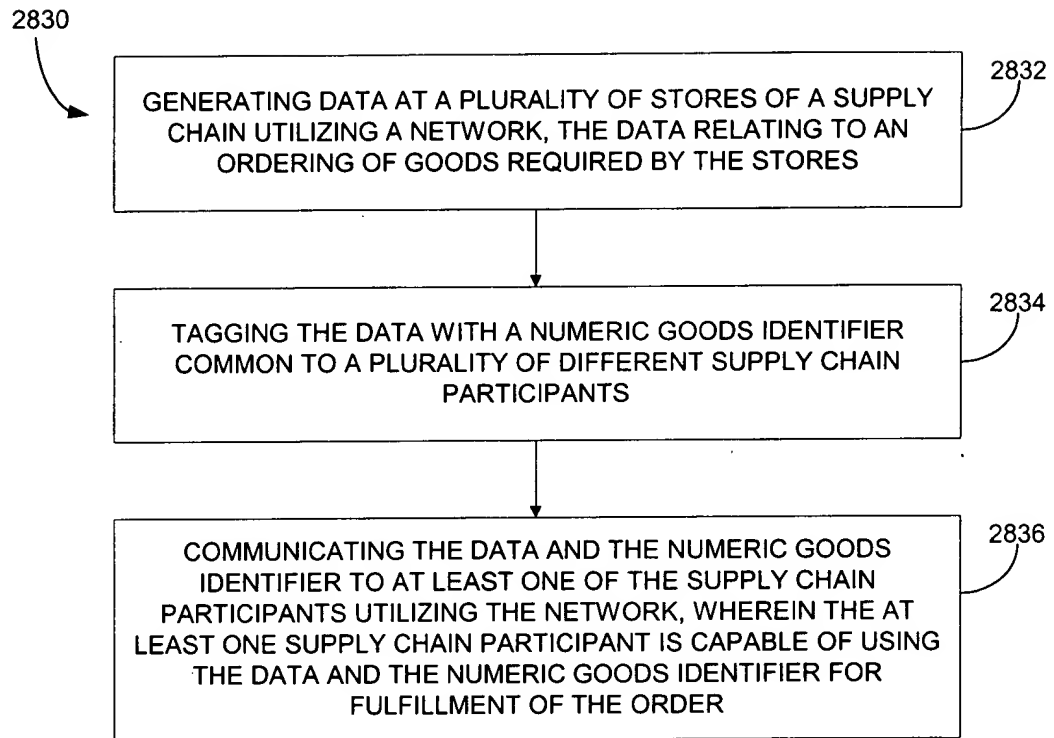 2830
GENERATING DATA AT A PLURALITY OF STORES OF A SUPPLY
CHAIN UTILIZING A NETWORK, THE DATA RELATING TO AN
ORDERING OF GOODS REQUIRED BY THE STORES
2832
TAGGING THE DATA WITH A NUMERIC GOODS IDENTIFIER
COMMON TO A PLURALITY OF DIFFERENT SUPPLY CHAIN
PARTICIPANTS
2834
COMMUNICATING THE DATA AND THE NUMERIC GOODS
IDENTIFIER TO AT LEAST ONE OF THE SUPPLY CHAIN
PARTICIPANTS UTILIZING THE NETWORK, WHEREIN THE AT
LEAST ONE SUPPLY CHAIN PARTICIPANT IS CAPABLE OF USING
THE DATA AND THE NUMERIC GOODS IDENTIFIER FOR
FULFILLMENT OF THE ORDER
2836